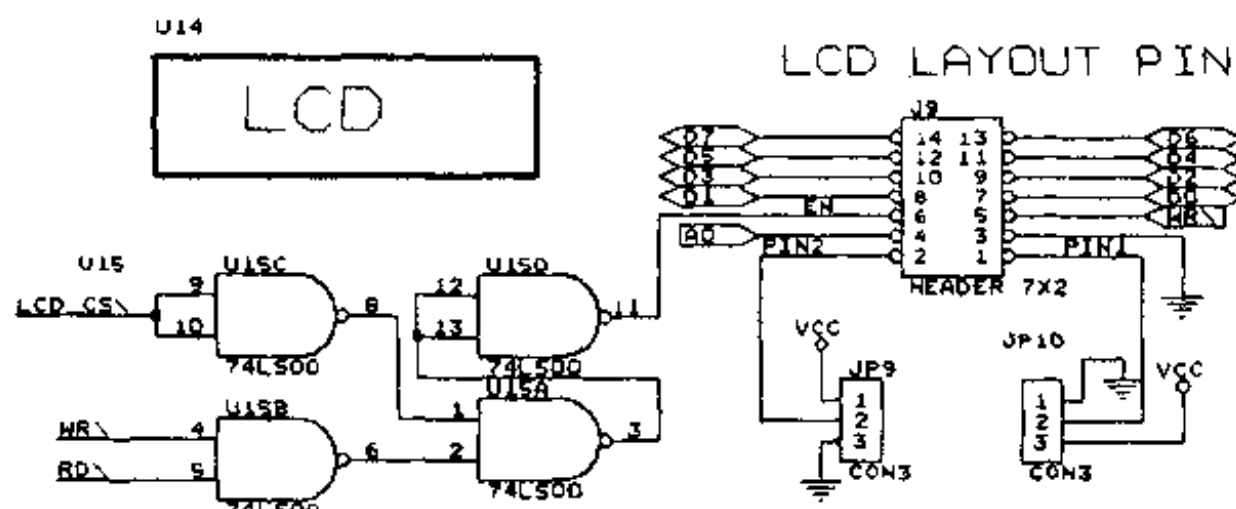 U14
LCD
LCD LAYOUT PIN
J9
D7 14 13 D6
D5 12 11 D4
D3 10 9 D2
D1 8 7 D0
EN 6 5 WR\
A0 4 3
PIN2 2 1 PIN1
HEADER 7X2
U15 U15C U15D
LCD_CS\ 9 10 8
12 13 11
74LS00 74LS00
U15B U15A
WR\ 4
RD\ 5 6
1 2 3
74LS00 74LS00
VCC
JP9
1
2
3
CON3
JP10
VCC
1
2
3
CON3